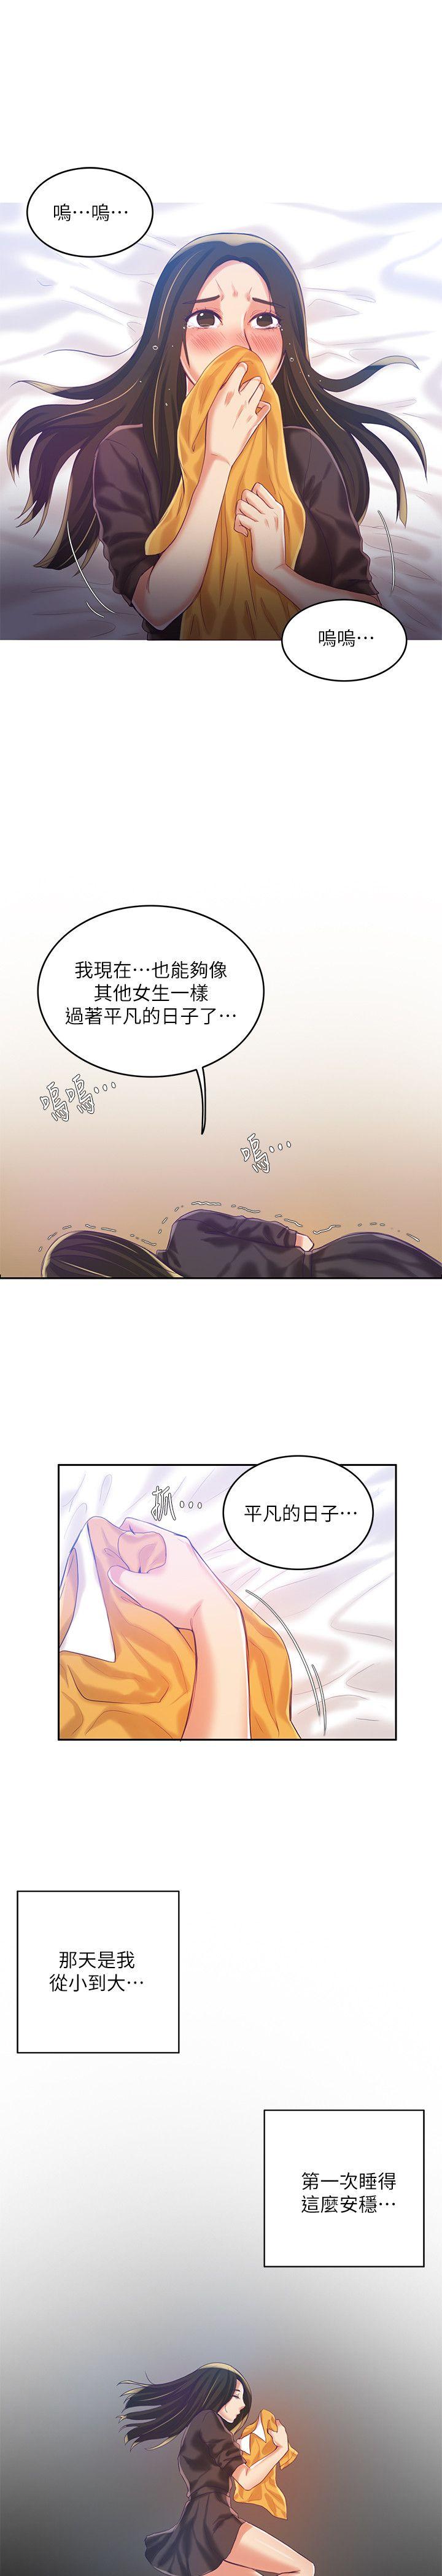 嗚⋯嗚⋯
嗚嗚⋯
我現在⋯也能夠像
其他女生一樣
過著平凡的日子了⋯
嗚嗚⋯
嗚⋯
抓⋯
平凡的日子⋯
那天是我
從小到大⋯
第一次睡得
這麼安穩⋯